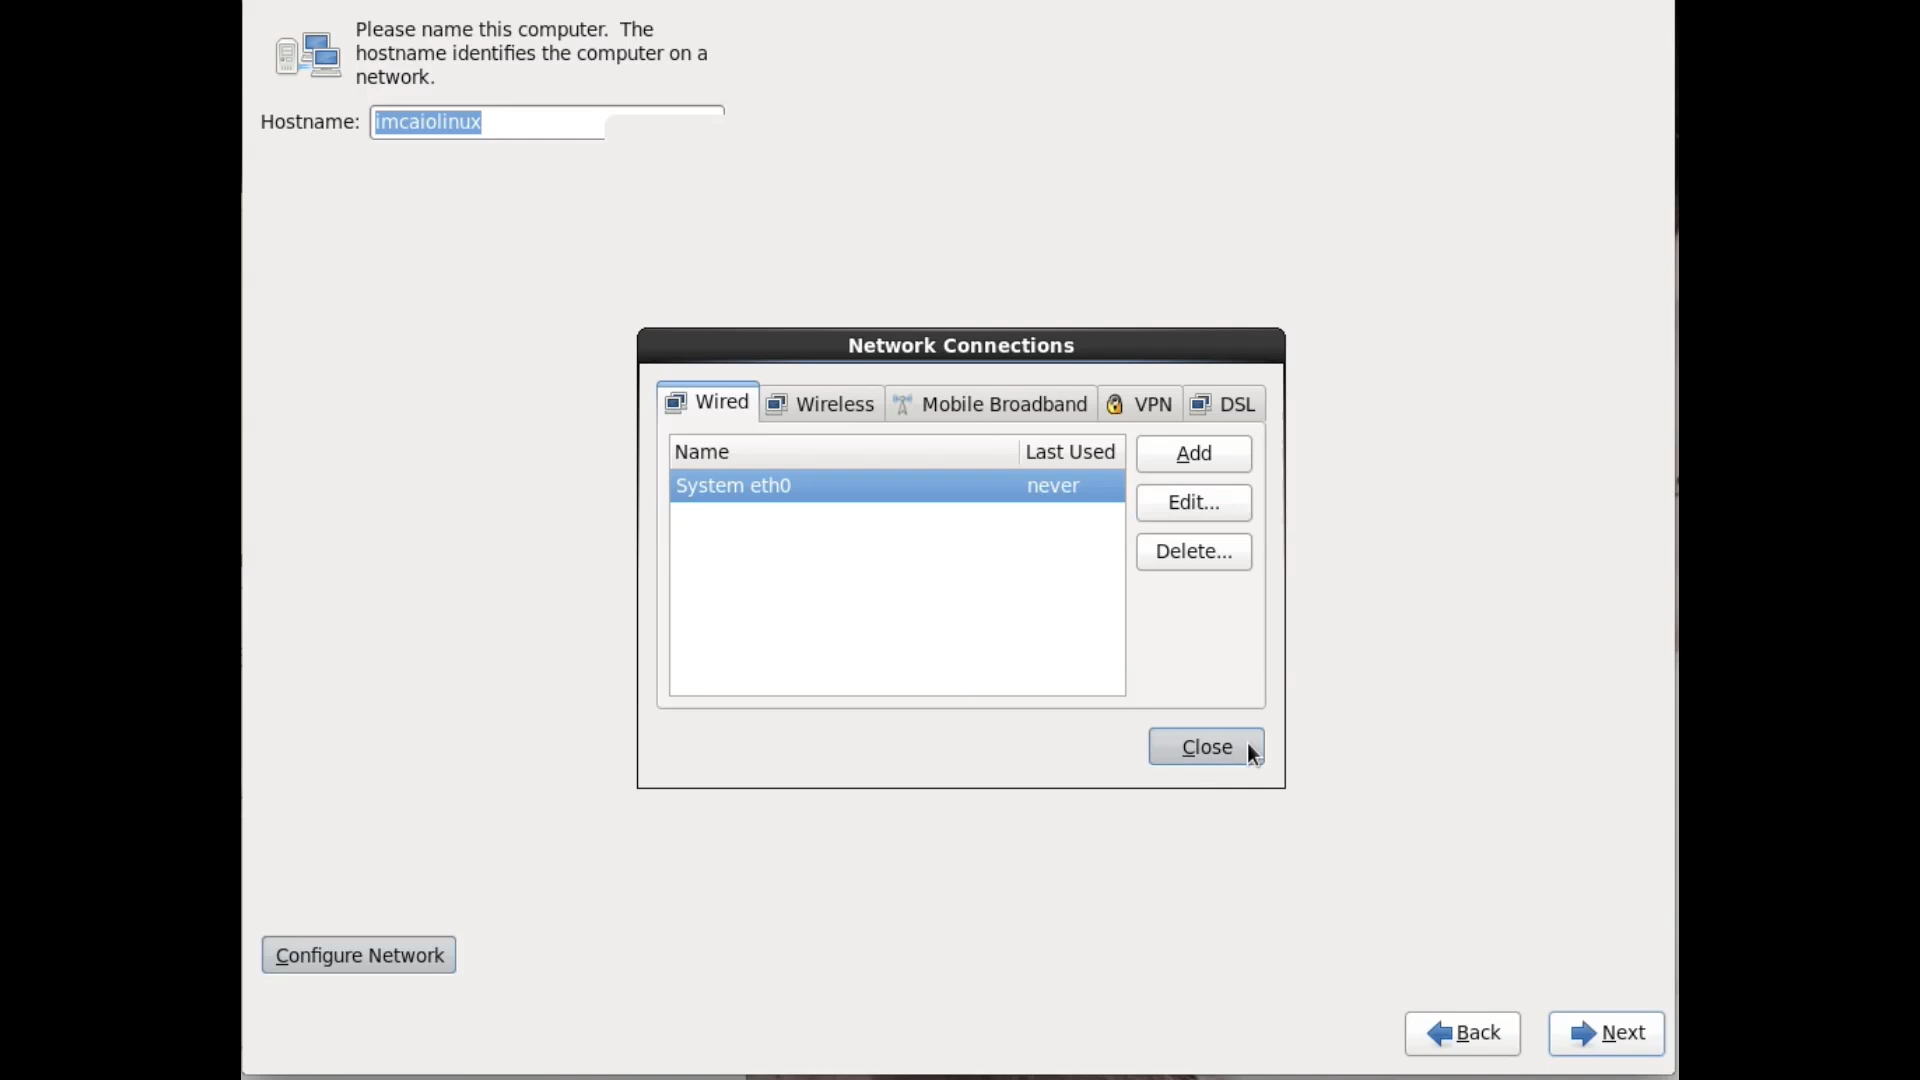 Please name this computer.  The
hostname identifies the computer on a
network.
Hostname: imcaiolinux
Network Connections
Wired Wireless Mobile Broadband VPN DSL
Name Last Used Add
System eth0 never
Edit...
Delete...
Close
Configure Network
Back Next